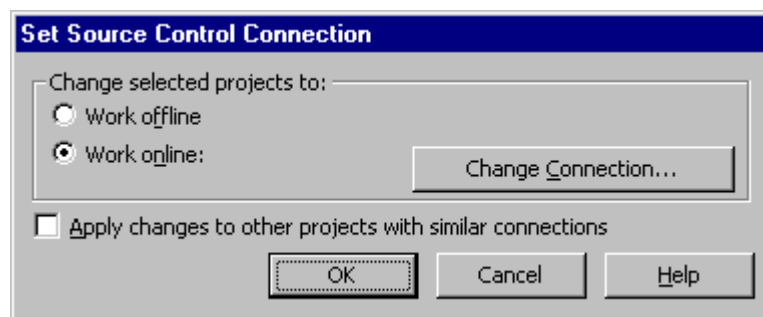 Set Source Control Connection
Change selected projects to:
Work offline
Work online:
Change Connection...
Apply changes to other projects with similar connections
OK Cancel Help